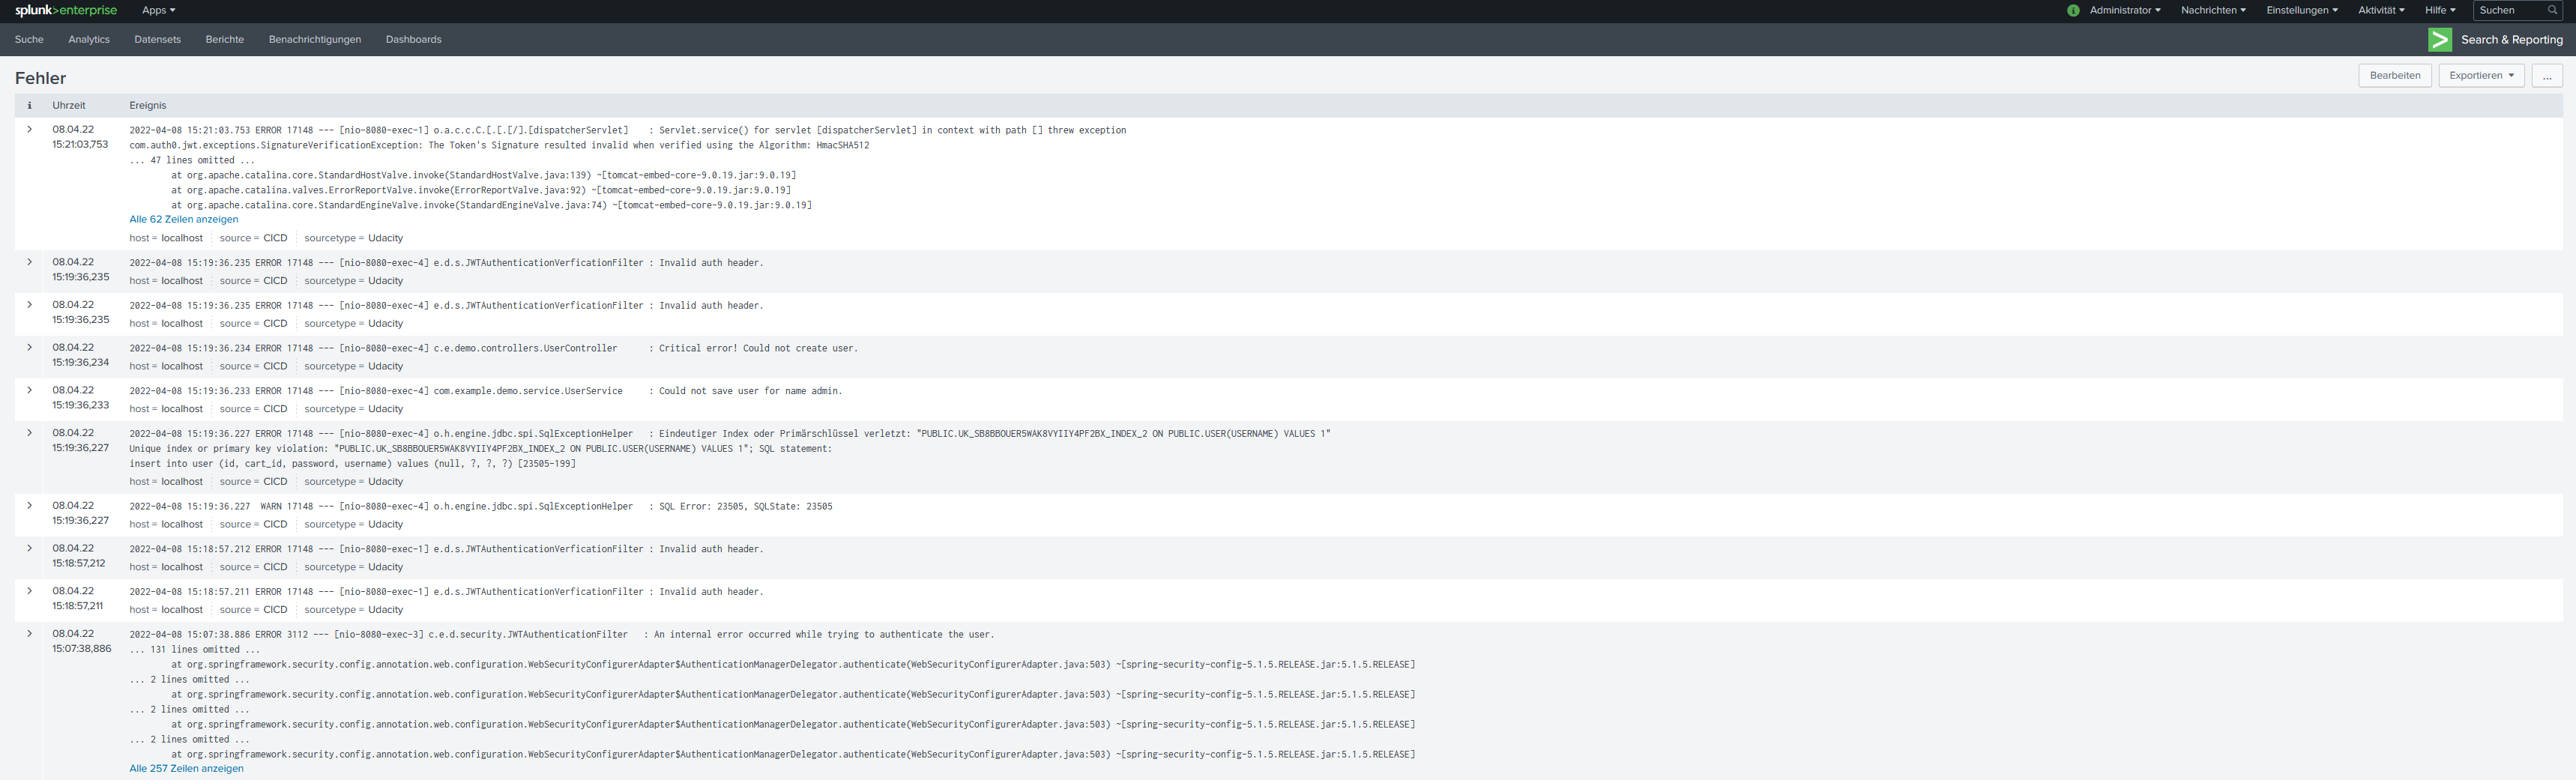 splunk>enterprise Apps Administrator Nachrichten Einstellungen Aktivität Hilfe Suchen
Suche Analytics Datensets Berichte Benachrichtigungen Dashboards Search & Reporting
Fehler Bearbeiten Exportieren ...
i Uhrzeit Ereignis
08.04.22 2022-04-08 15:21:03.753 ERROR 17148 --- [nio-8080-exec-1] o.a.c.c.C.[.[.[/].[dispatcherServlet] : Servlet.service() for servlet [dispatcherServlet] in context with path [] threw exception
15:21:03,753 com.auth0.jwt.exceptions.SignatureVerificationException: The Token's Signature resulted invalid when verified using the Algorithm: HmacSHA512
... 47 lines omitted ...
at org.apache.catalina.core.StandardHostValve.invoke(StandardHostValve.java:139) ~[tomcat-embed-core-9.0.19.jar:9.0.19]
at org.apache.catalina.valves.ErrorReportValve.invoke(ErrorReportValve.java:92) ~[tomcat-embed-core-9.0.19.jar:9.0.19]
at org.apache.catalina.core.StandardEngineValve.invoke(StandardEngineValve.java:74) ~[tomcat-embed-core-9.0.19.jar:9.0.19]
Alle 62 Zeilen anzeigen
host = localhost source = CICD sourcetype = Udacity
08.04.22 2022-04-08 15:19:36.235 ERROR 17148 --- [nio-8080-exec-4] e.d.s.JWTAuthenticationVerficationFilter : Invalid auth header.
15:19:36,235 host = localhost source = CICD sourcetype = Udacity
08.04.22 2022-04-08 15:19:36.235 ERROR 17148 --- [nio-8080-exec-4] e.d.s.JWTAuthenticationVerficationFilter : Invalid auth header.
15:19:36,235 host = localhost source = CICD sourcetype = Udacity
08.04.22 2022-04-08 15:19:36.234 ERROR 17148 --- [nio-8080-exec-4] c.e.demo.controllers.UserController : Critical error! Could not create user.
15:19:36,234 host = localhost source = CICD sourcetype = Udacity
08.04.22 2022-04-08 15:19:36.233 ERROR 17148 --- [nio-8080-exec-4] com.example.demo.service.UserService : Could not save user for name admin.
15:19:36,233 host = localhost source = CICD sourcetype = Udacity
08.04.22 2022-04-08 15:19:36.227 ERROR 17148 --- [nio-8080-exec-4] o.h.engine.jdbc.spi.SqlExceptionHelper : Eindeutiger Index oder Primärschlüssel verletzt: "PUBLIC.UK_SB8BBOUER5WAK8VYIIY4PF2BX_INDEX_2 ON PUBLIC.USER(USERNAME) VALUES 1"
15:19:36,227 Unique index or primary key violation: "PUBLIC.UK_SB8BBOUER5WAK8VYIIY4PF2BX_INDEX_2 ON PUBLIC.USER(USERNAME) VALUES 1"; SQL statement:
insert into user (id, cart_id, password, username) values (null, ?, ?, ?) [23505-199]
host = localhost source = CICD sourcetype = Udacity
08.04.22 2022-04-08 15:19:36.227 WARN 17148 --- [nio-8080-exec-4] o.h.engine.jdbc.spi.SqlExceptionHelper : SQL Error: 23505, SQLState: 23505
15:19:36,227 host = localhost source = CICD sourcetype = Udacity
08.04.22 2022-04-08 15:18:57.212 ERROR 17148 --- [nio-8080-exec-1] e.d.s.JWTAuthenticationVerficationFilter : Invalid auth header.
15:18:57,212 host = localhost source = CICD sourcetype = Udacity
08.04.22 2022-04-08 15:18:57.211 ERROR 17148 --- [nio-8080-exec-1] e.d.s.JWTAuthenticationVerficationFilter : Invalid auth header.
15:18:57,211 host = localhost source = CICD sourcetype = Udacity
08.04.22 2022-04-08 15:07:38.886 ERROR 3112 --- [nio-8080-exec-3] c.e.d.security.JWTAuthenticationFilter : An internal error occurred while trying to authenticate the user.
15:07:38,886 ... 131 lines omitted ...
at org.springframework.security.config.annotation.web.configuration.WebSecurityConfigurerAdapter$AuthenticationManagerDelegator.authenticate(WebSecurityConfigurerAdapter.java:503) ~[spring-security-config-5.1.5.RELEASE.jar:5.1.5.RELEASE]
... 2 lines omitted ...
at org.springframework.security.config.annotation.web.configuration.WebSecurityConfigurerAdapter$AuthenticationManagerDelegator.authenticate(WebSecurityConfigurerAdapter.java:503) ~[spring-security-config-5.1.5.RELEASE.jar:5.1.5.RELEASE]
... 2 lines omitted ...
at org.springframework.security.config.annotation.web.configuration.WebSecurityConfigurerAdapter$AuthenticationManagerDelegator.authenticate(WebSecurityConfigurerAdapter.java:503) ~[spring-security-config-5.1.5.RELEASE.jar:5.1.5.RELEASE]
... 2 lines omitted ...
at org.springframework.security.config.annotation.web.configuration.WebSecurityConfigurerAdapter$AuthenticationManagerDelegator.authenticate(WebSecurityConfigurerAdapter.java:503) ~[spring-security-config-5.1.5.RELEASE.jar:5.1.5.RELEASE]
Alle 257 Zeilen anzeigen